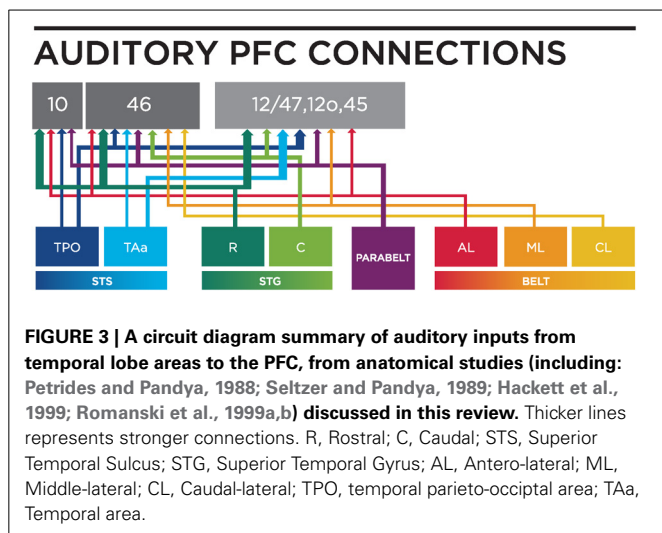 AUDITORY PFC CONNECTIONS
10 46 12/47,12o,45
TPO TAa R C PARABELT AL ML CL
STS STG BELT
FIGURE 3 | A circuit diagram summary of auditory inputs from
temporal lobe areas to the PFC, from anatomical studies (including:
Petrides and Pandya, 1988; Seltzer and Pandya, 1989; Hackett et al.,
1999; Romanski et al., 1999a,b) discussed in this review. Thicker lines
represents stronger connections. R, Rostral; C, Caudal; STS, Superior
Temporal Sulcus; STG, Superior Temporal Gyrus; AL, Antero-lateral; ML,
Middle-lateral; CL, Caudal-lateral; TPO, temporal parieto-occiptal area; TAa,
Temporal area.